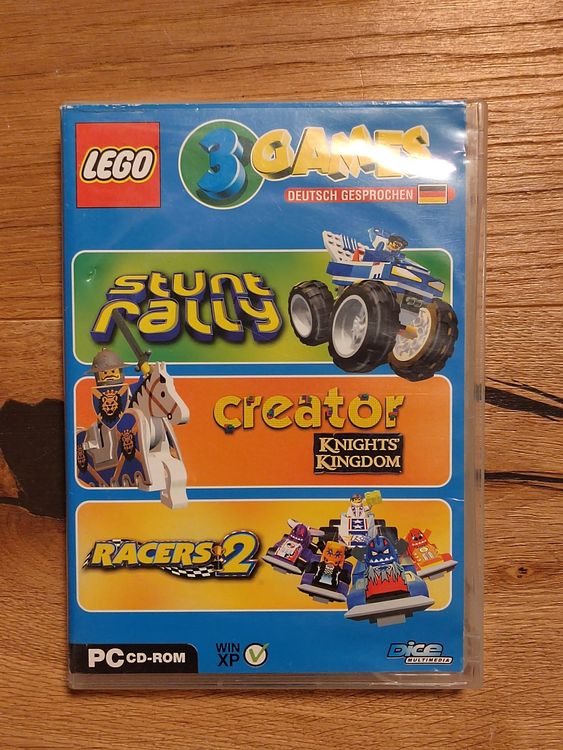 LEGO
3 GAMES
DEUTSCH GESPROCHEN
stunt
rally
creator
KNIGHTS'
KINGDOM
RACERS 2
PC CD-ROM
WIN
XP
Dice
MULTIMEDIA